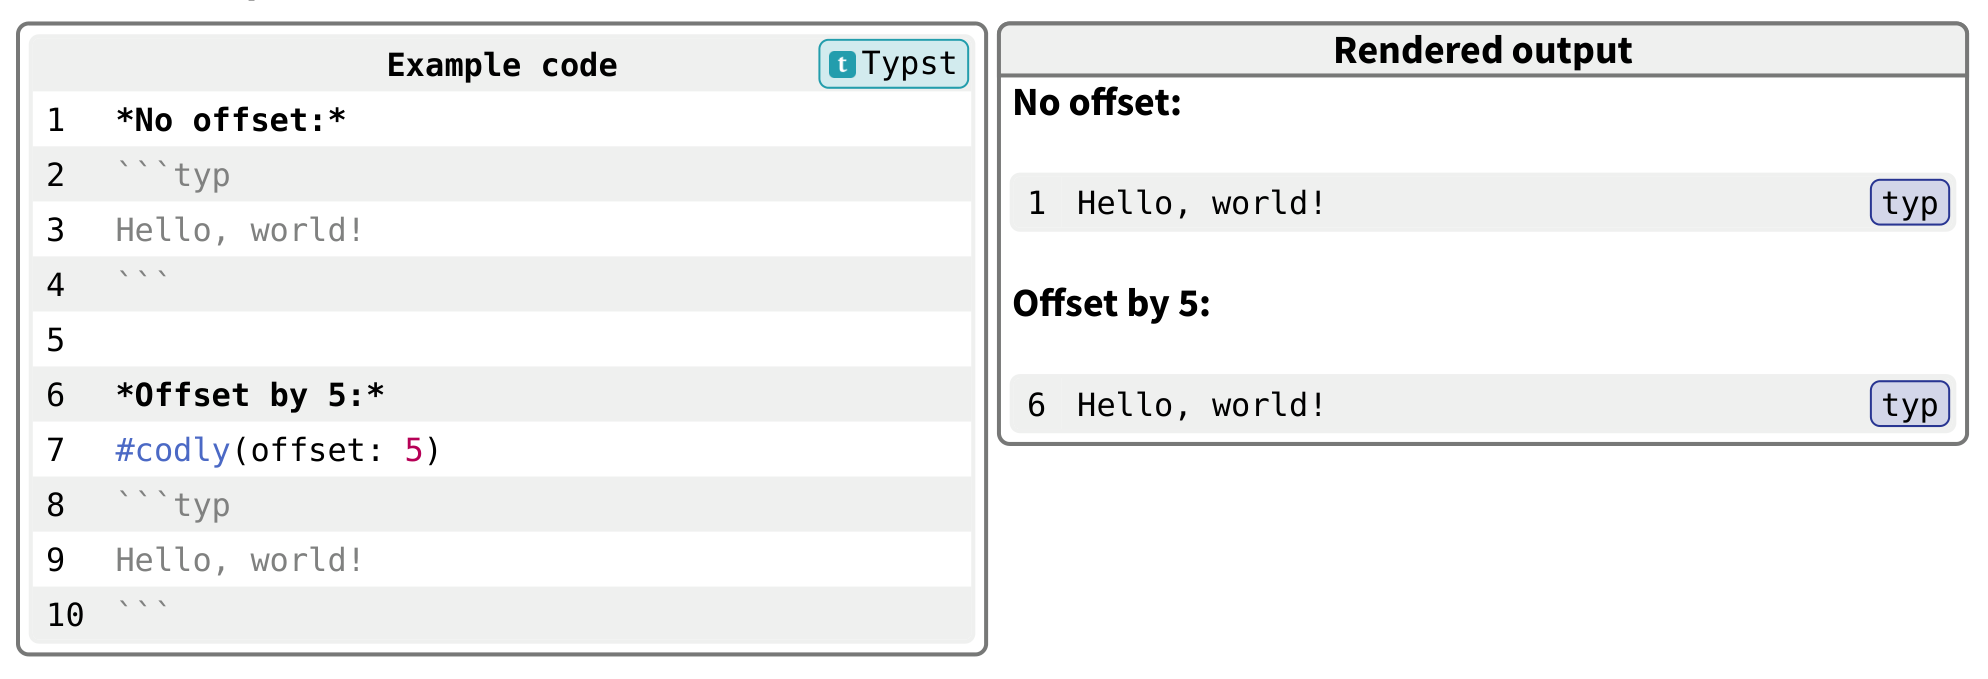 Example code
t Typst
1 *No offset:*
2 ```typ
3 Hello, world!
4 ```
5
6 *Offset by 5:*
7 #codly(offset: 5)
8 ```typ
9 Hello, world!
10 ```
Rendered output
No offset:
1 Hello, world! typ
Offset by 5:
6 Hello, world! typ